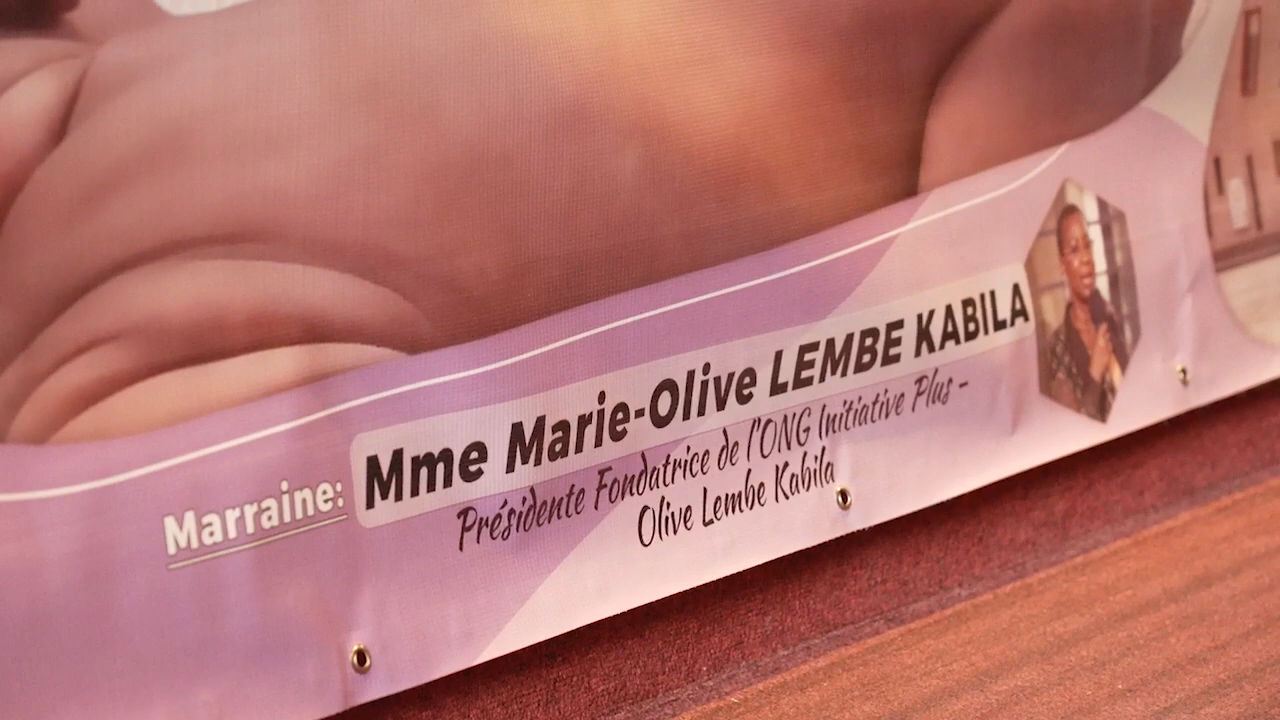 Marraine: Mme Marie-Olive LEMBE KABILA
Présidente Fondatrice de l'ONG Initiative Plus -
Olive Lembe Kabila